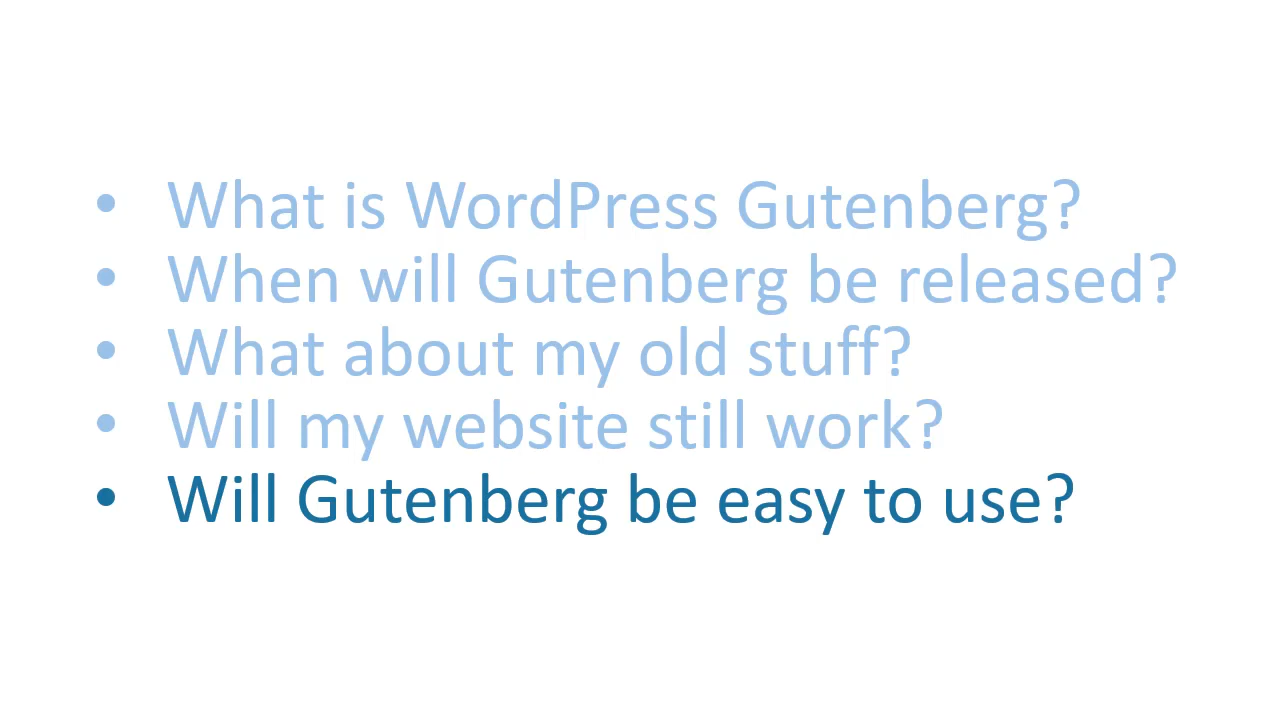 • What is WordPress Gutenberg?
• When will Gutenberg be released?
• What about my old stuff?
• Will my website still work?
• Will Gutenberg be easy to use?